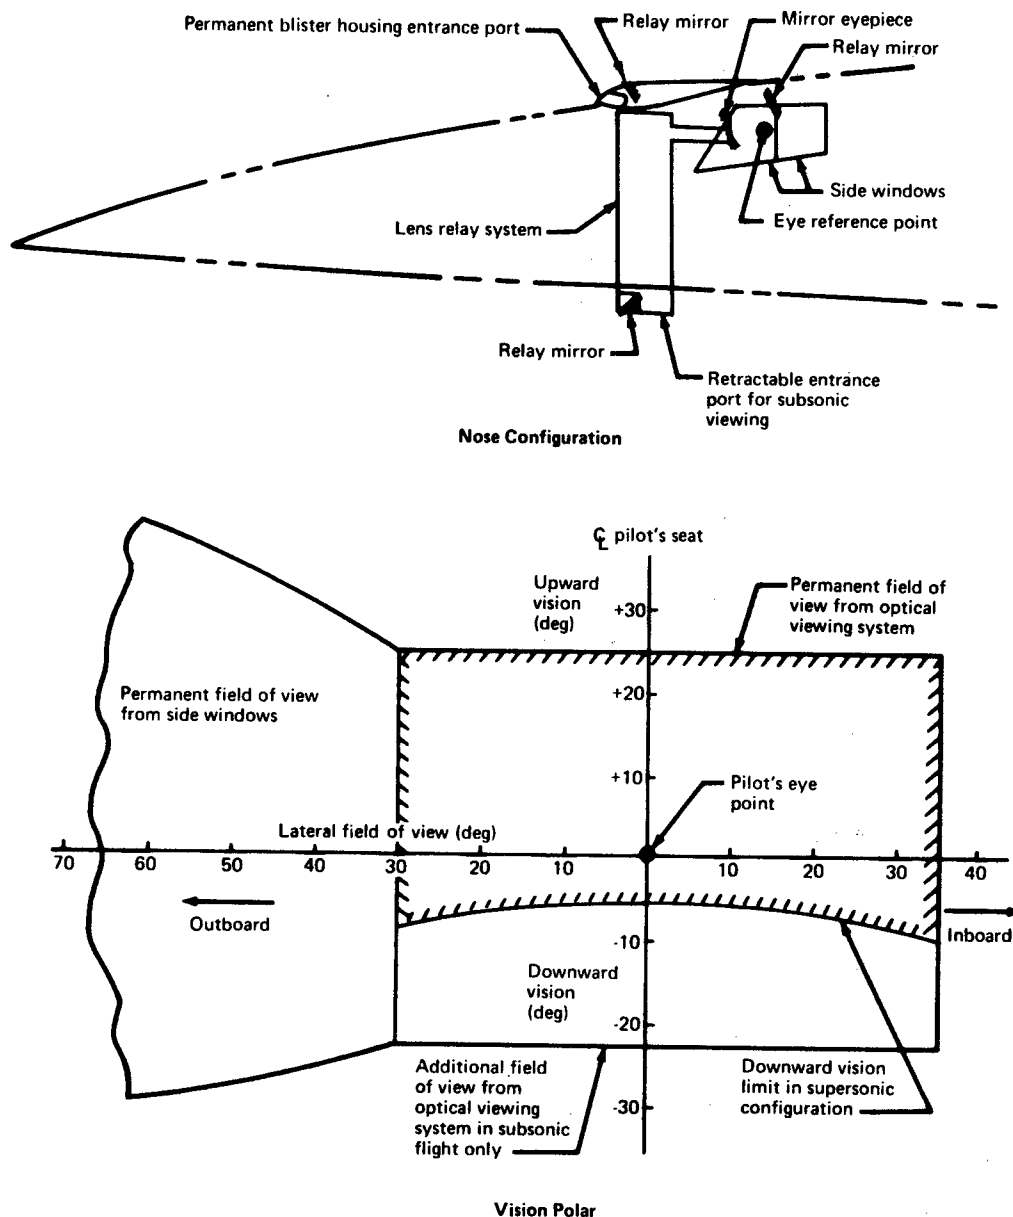 Permanent blister housing entrance port
Relay mirror
Mirror eyepiece
Relay mirror
Side windows
Eye reference point
Lens relay system
Relay mirror
Retractable entrance
port for subsonic
viewing
Nose Configuration
℄ pilot's seat
Upward
vision
(deg)
+30
Permanent field of
view from optical
viewing system
Permanent field of view
from side windows
+20
+10
Pilot's eye
point
Lateral field of view (deg)
70 60 50 40 30 20 10 10 20 30 40
Outboard
Inboard
-10
Downward
vision
(deg)
-20
Additional field
of view from
optical viewing
system in subsonic
flight only
Downward vision
limit in supersonic
configuration
-30
Vision Polar